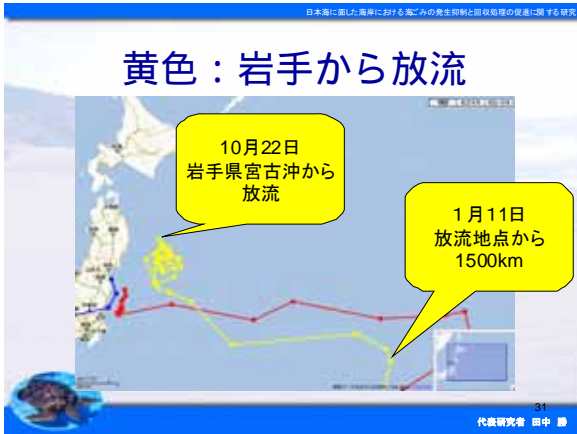 日本海に面した海岸における海ごみの発生抑制と回収処理の促進に関する研究
黄色：岩手から放流
10月22日
岩手県宮古沖から
放流
1月11日
放流地点から
1500km
31
代表研究者 田中 勝